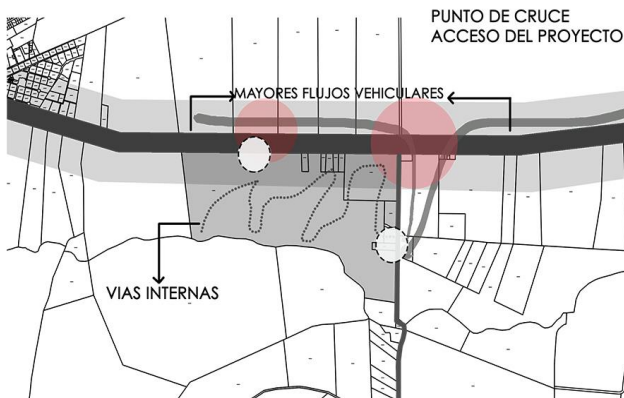 PUNTO DE CRUCE
ACCESO DEL PROYECTO
MAYORES FLUJOS VEHICULARES
VIAS INTERNAS